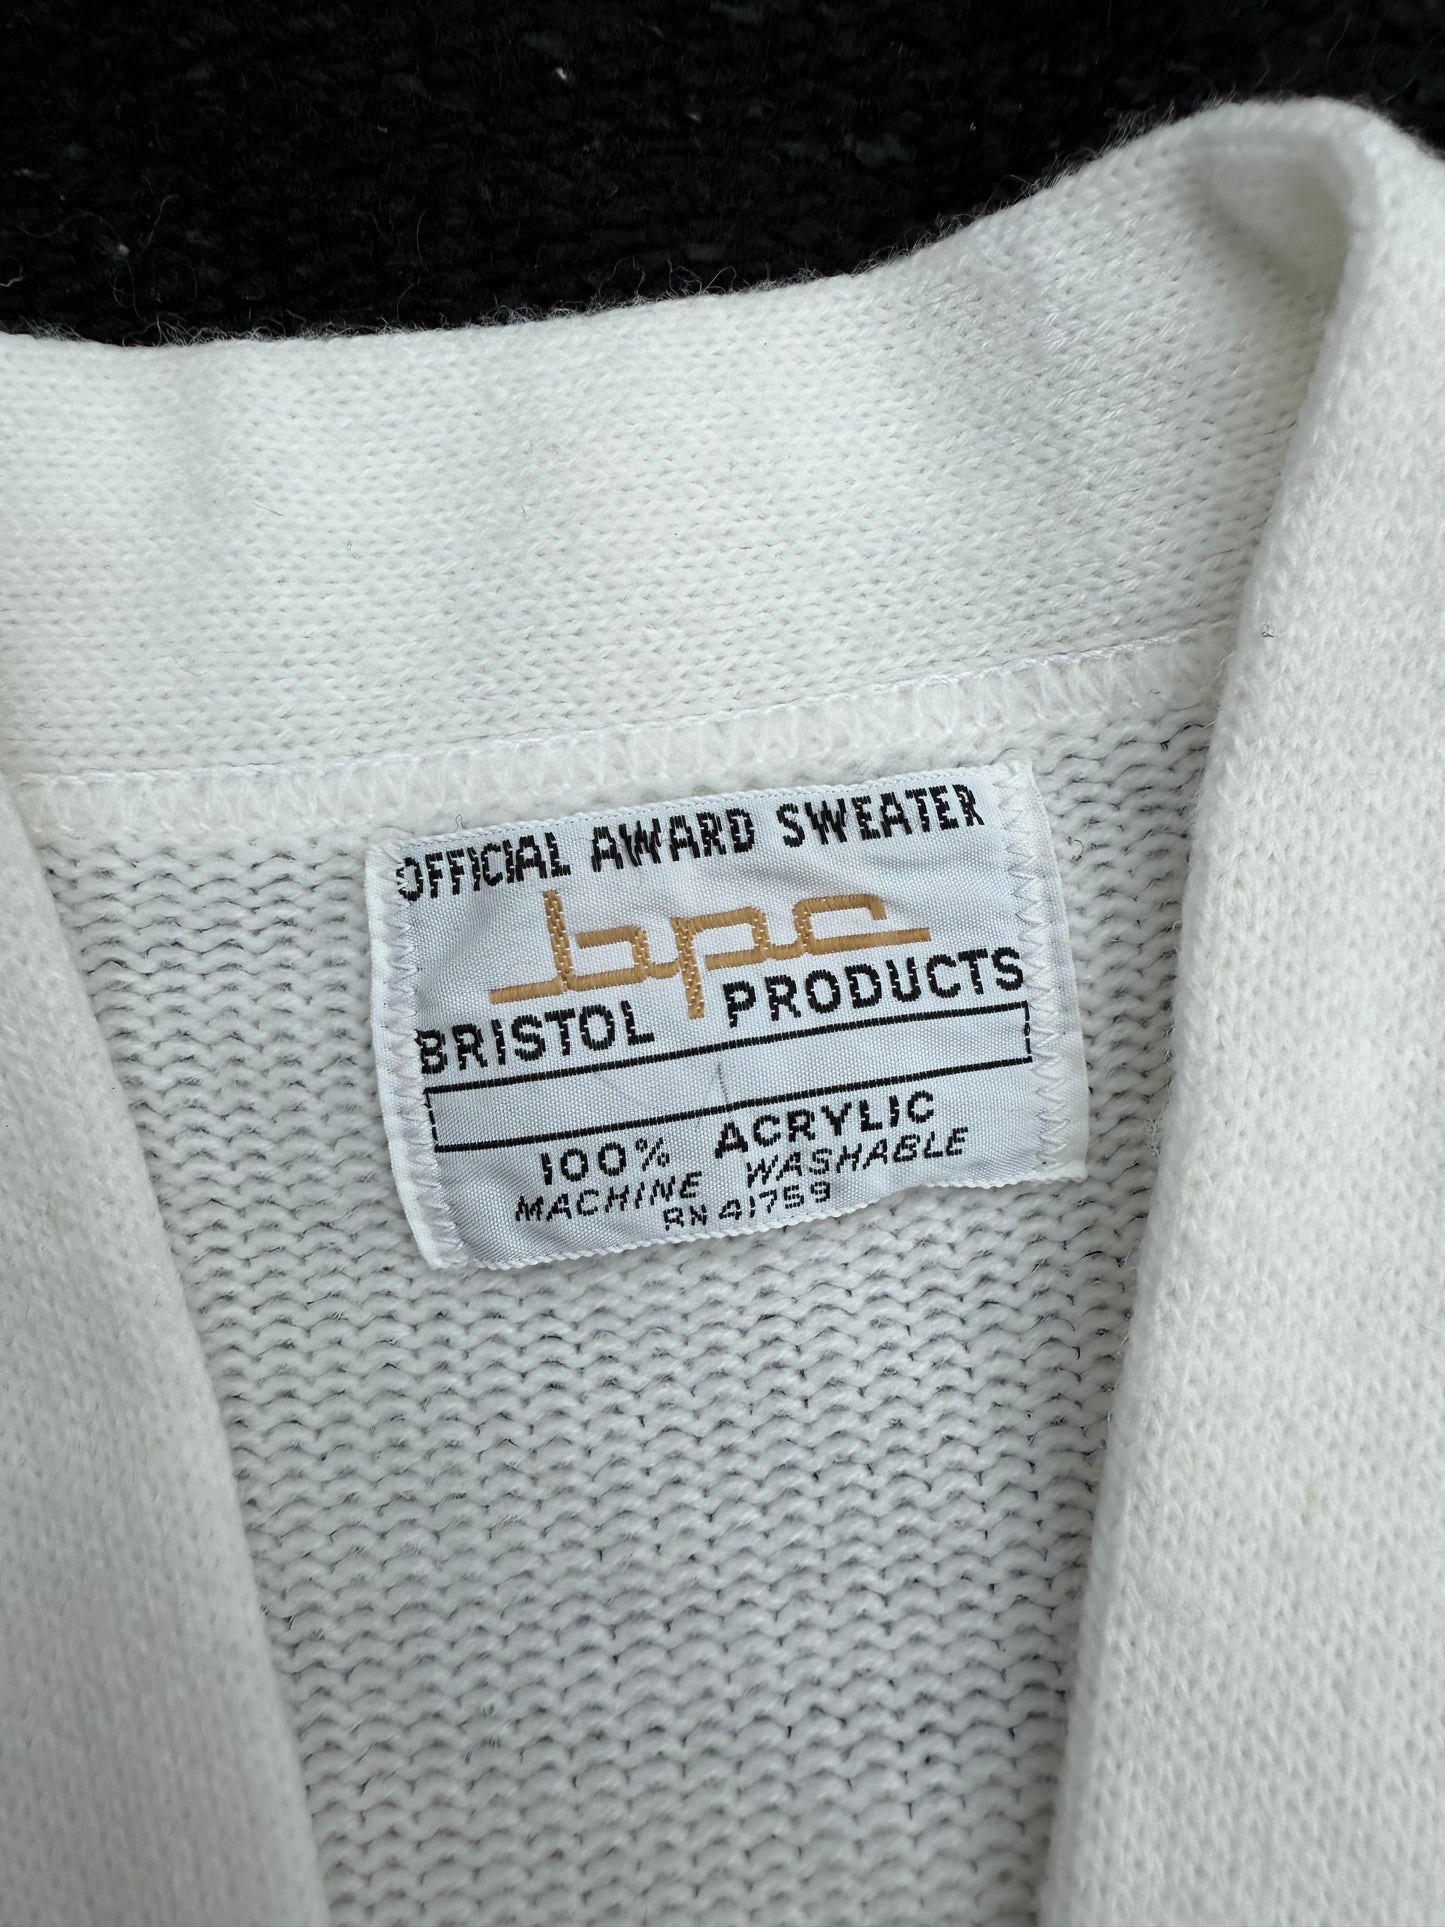 OFFICIAL AWARD SWEATER
bpc
BRISTOL PRODUCTS
100% ACRYLIC
MACHINE WASHABLE
RN 41759